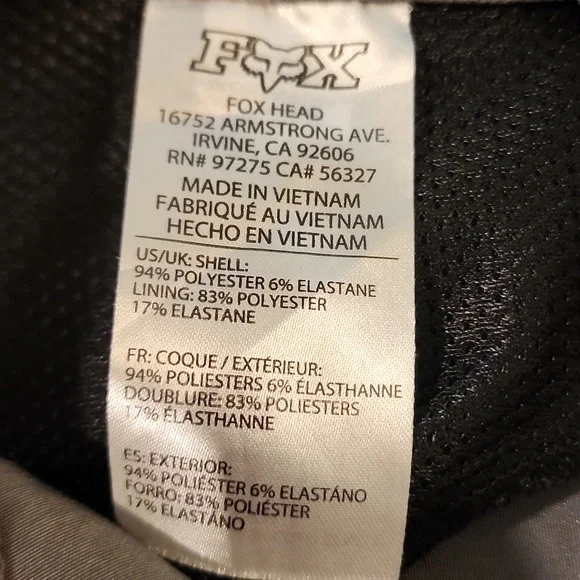 FOX
FOX HEAD
16752 ARMSTRONG AVE.
IRVINE, CA 92606
RN# 97275 CA# 56327
MADE IN VIETNAM
FABRIQUÉ AU VIETNAM
HECHO EN VIETNAM
US/UK: SHELL:
94% POLYESTER 6% ELASTANE
LINING: 83% POLYESTER
17% ELASTANE
FR: COQUE / EXTÉRIEUR:
94% POLIESTERS 6% ÉLASTHANNE
DOUBLURE: 83% POLIESTERS
17% ÉLASTHANNE
ES: EXTERIOR:
94% POLIÉSTER 6% ELASTÁNO
FORRO: 83% POLIÉSTER
17% ELASTÁNO